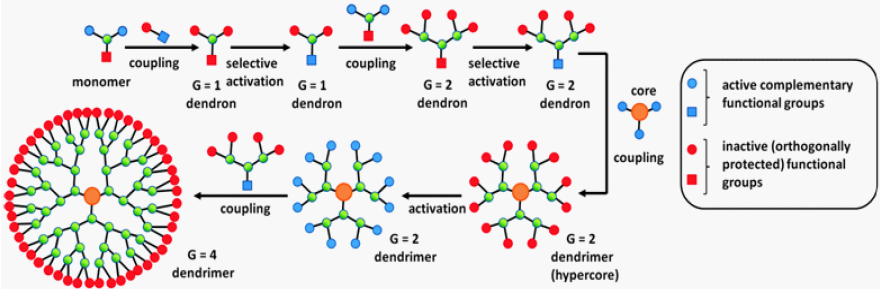 monomer
coupling
G = 1
dendron
selective
activation
G = 1
dendron
coupling
G = 2
dendron
selective
activation
G = 2
dendron
core
coupling
active complementary
functional groups
inactive (orthogonally
protected) functional
groups
G = 4
dendrimer
coupling
G = 2
dendrimer
activation
G = 2
dendrimer
(hypercore)